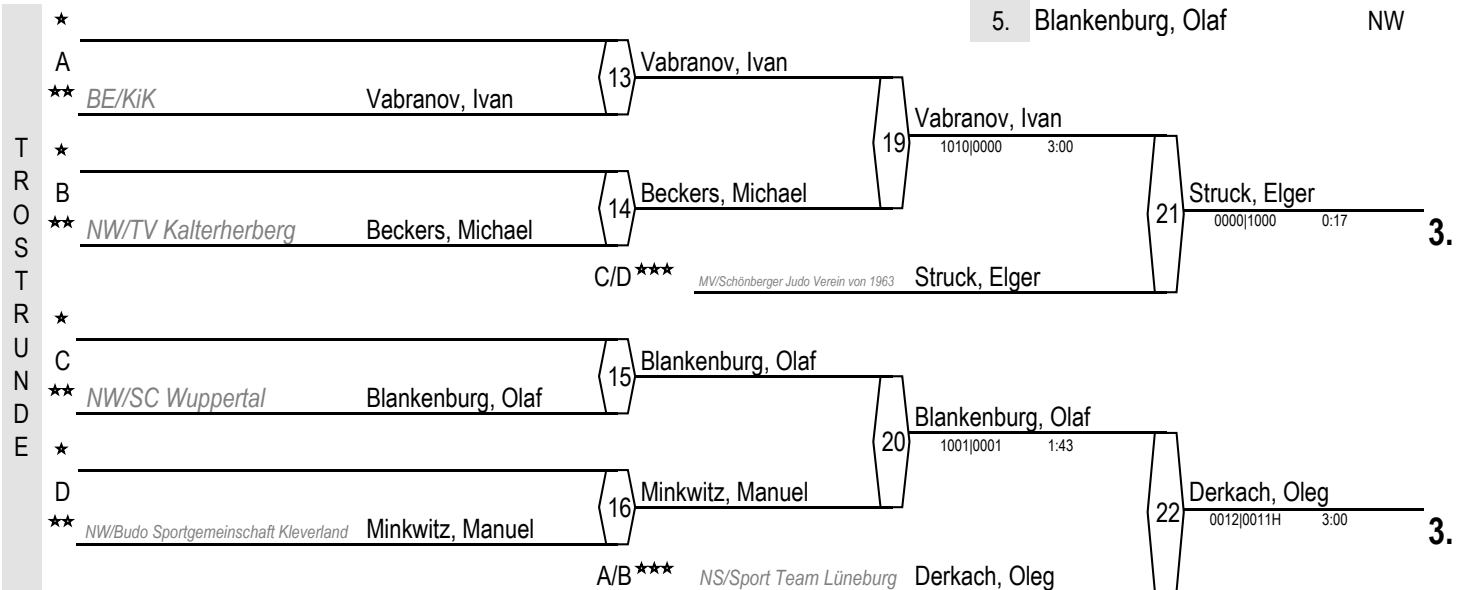 5. Blankenburg, Olaf NW
TROSTRUNDE
★
A
★★ BE/KiK Vabranov, Ivan
13
Vabranov, Ivan
★
B
★★ NW/TV Kalterherberg Beckers, Michael
14
Beckers, Michael
19
Vabranov, Ivan
1010|0000 3:00
C/D ★★★ MV/Schönberger Judo Verein von 1963 Struck, Elger
21
Struck, Elger
0000|1000 0:17
3.
★
C
★★ NW/SC Wuppertal Blankenburg, Olaf
15
Blankenburg, Olaf
★
D
★★ NW/Budo Sportgemeinschaft Kleverland Minkwitz, Manuel
16
Minkwitz, Manuel
20
Blankenburg, Olaf
1001|0001 1:43
A/B ★★★ NS/Sport Team Lüneburg Derkach, Oleg
22
Derkach, Oleg
0012|0011H 3:00
3.